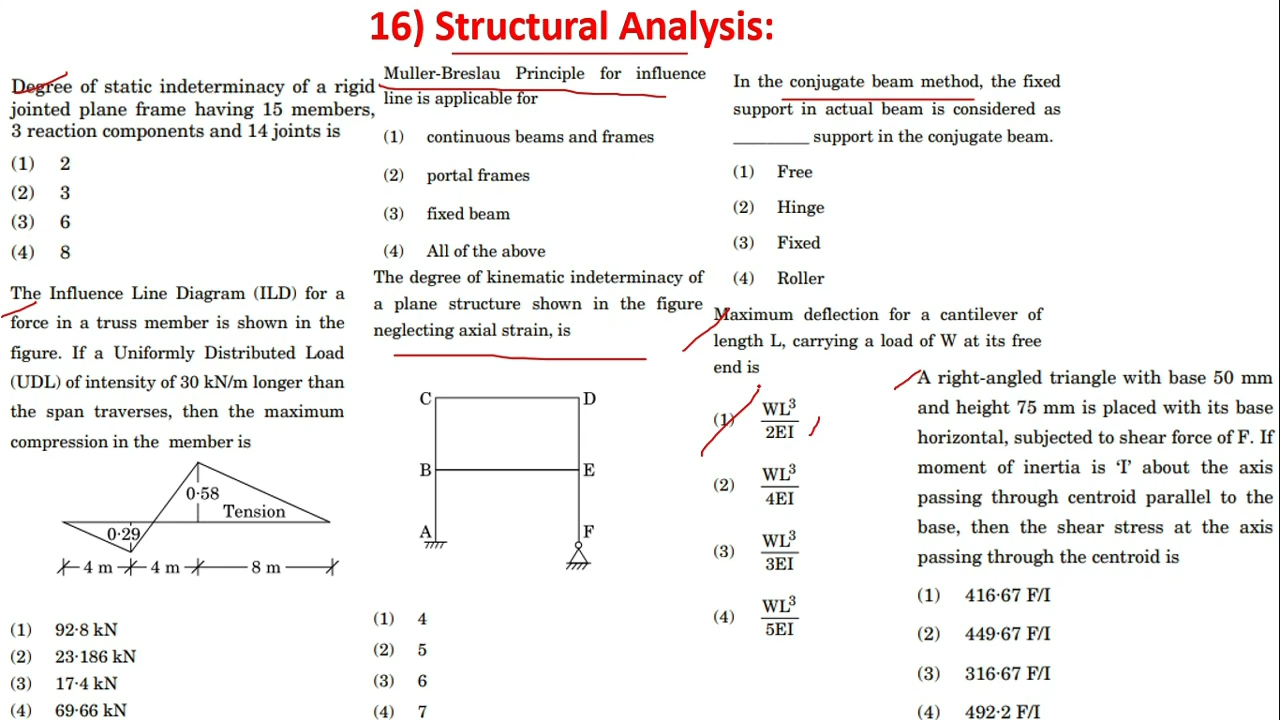 16) Structural Analysis:
Degree of static indeterminacy of a rigid
jointed plane frame having 15 members,
3 reaction components and 14 joints is
(1) 2
(2) 3
(3) 6
(4) 8
The Influence Line Diagram (ILD) for a
force in a truss member is shown in the
figure. If a Uniformly Distributed Load
(UDL) of intensity of 30 kN/m longer than
the span traverses, then the maximum
compression in the member is
0·58
Tension
0·29
4 m 4 m 8 m
(1) 92·8 kN
(2) 23·186 kN
(3) 17·4 kN
(4) 69·66 kN
Muller-Breslau Principle for influence
line is applicable for
(1) continuous beams and frames
(2) portal frames
(3) fixed beam
(4) All of the above
The degree of kinematic indeterminacy of
a plane structure shown in the figure
neglecting axial strain, is
C D
B E
A F
(1) 4
(2) 5
(3) 6
(4) 7
In the conjugate beam method, the fixed
support in actual beam is considered as
________ support in the conjugate beam.
(1) Free
(2) Hinge
(3) Fixed
(4) Roller
Maximum deflection for a cantilever of
length L, carrying a load of W at its free
end is
(1) WL³
2EI
(2) WL³
4EI
(3) WL³
3EI
(4) WL³
5EI
A right-angled triangle with base 50 mm
and height 75 mm is placed with its base
horizontal, subjected to shear force of F. If
moment of inertia is 'I' about the axis
passing through centroid parallel to the
base, then the shear stress at the axis
passing through the centroid is
(1) 416·67 F/I
(2) 449·67 F/I
(3) 316·67 F/I
(4) 492·2 F/I